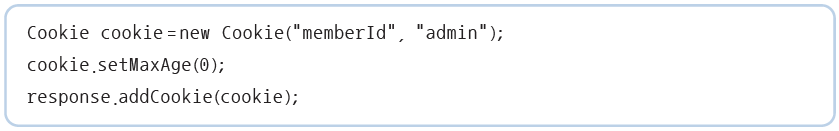 Cookie cookie=new Cookie("memberId", "admin");
cookie.setMaxAge(0);
response.addCookie(cookie);